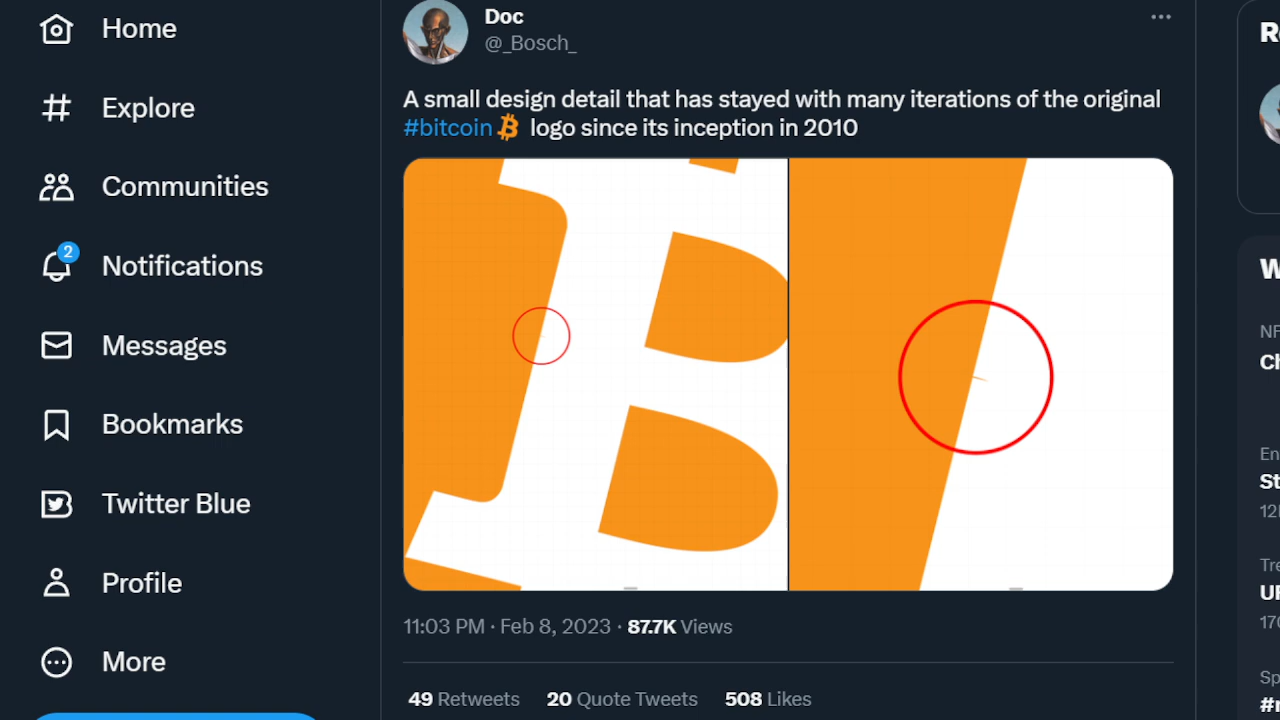 Home
Explore
Communities
2
Notifications
Messages
Bookmarks
Twitter Blue
Profile
More
Doc
@_Bosch_
A small design detail that has stayed with many iterations of the original
#bitcoin logo since its inception in 2010
11:03 PM · Feb 8, 2023 · 87.7K Views
49 Retweets 20 Quote Tweets 508 Likes